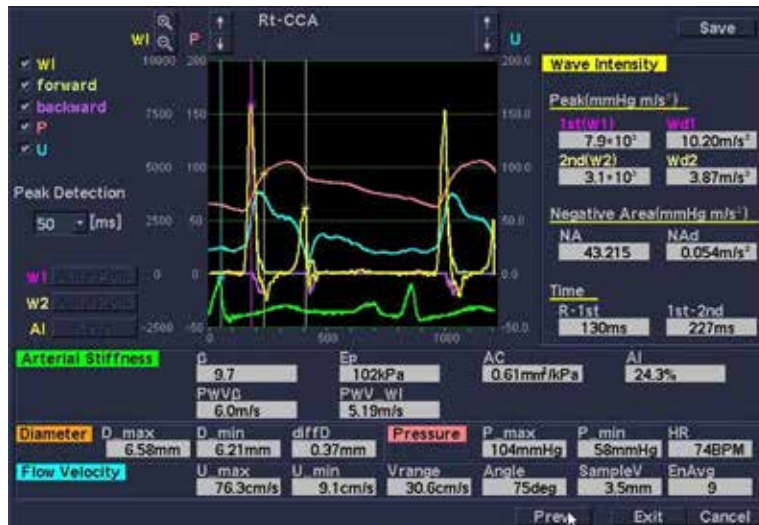 Rt-CCA
Save
WI P U
WI
forward
backward
P
U
10000 200 200.0
7500 150 150.0
5000 100 100.0
2500 50 50.0
0 0 0.0
-2500 -50 -50.0
0 500 1000
Peak Detection
50 [ms]
W1
W2
AI
Wave Intensity
Peak(mmHg m/s³)
1st(W1) Wd1
7.9*10³ 10.20m/s³
2nd(W2) Wd2
3.1*10³ 3.87m/s³
Negative Area(mmHg m/s²)
NA NAd
43.215 0.054m/s²
Time
R-1st 1st-2nd
130ms 227ms
Arterial Stiffness β Ep AC AI
9.7 102kPa 0.61mm²/kPa 24.3%
PWVβ PWV_WI
6.0m/s 5.19m/s
Diameter D_max D_min diffD Pressure P_max P_min HR
6.58mm 6.21mm 0.37mm 104mmHg 58mmHg 74BPM
Flow Velocity U_max U_min Vrange Angle SampleV EnAvg
76.3cm/s 9.1cm/s 30.6cm/s 75deg 3.5mm 9
Prev Exit Cancel